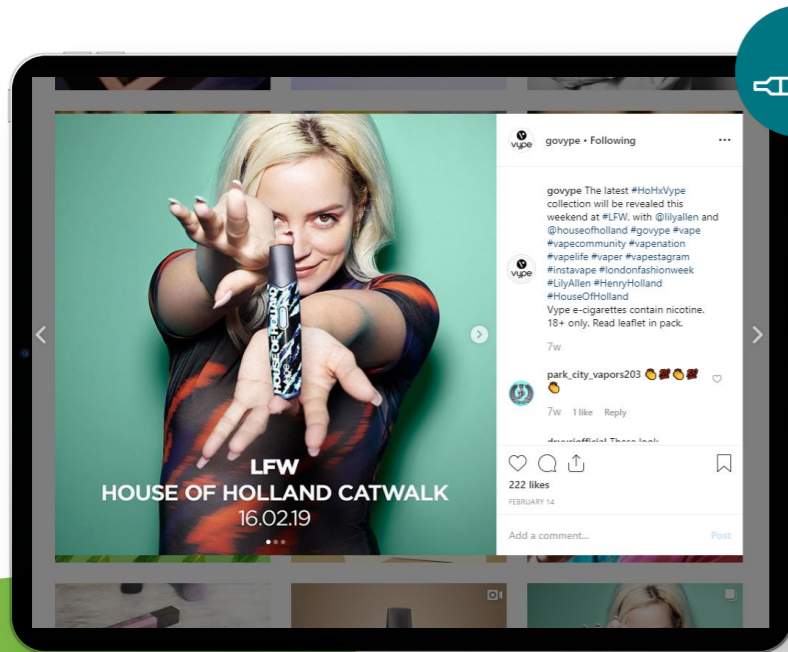 HOUSE OF HOLLAND
vype
LFW
HOUSE OF HOLLAND CATWALK
16.02.19
vype
govype • Following
vype
govype The latest #HoHxVype
collection will be revealed this
weekend at #LFW. with @lilyallen and
@houseofholland #govype #vape
#vapecommunity #vapenation
#vapelife #vaper #vapestagram
#instavape #londonfashionweek
#LilyAllen #HenryHolland
#HouseOfHolland
Vype e-cigarettes contain nicotine.
18+ only. Read leaflet in pack.
7w
park_city_vapors203 👏💯👏💯
👏
7w 1 like Reply
222 likes
FEBRUARY 14
Add a comment... Post